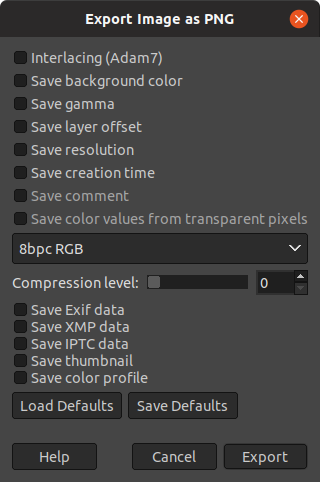 Export Image as PNG
Interlacing (Adam7)
Save background color
Save gamma
Save layer offset
Save resolution
Save creation time
Save comment
Save color values from transparent pixels
8bpc RGB
Compression level: 0
Save Exif data
Save XMP data
Save IPTC data
Save thumbnail
Save color profile
Load Defaults Save Defaults
Help Cancel Export